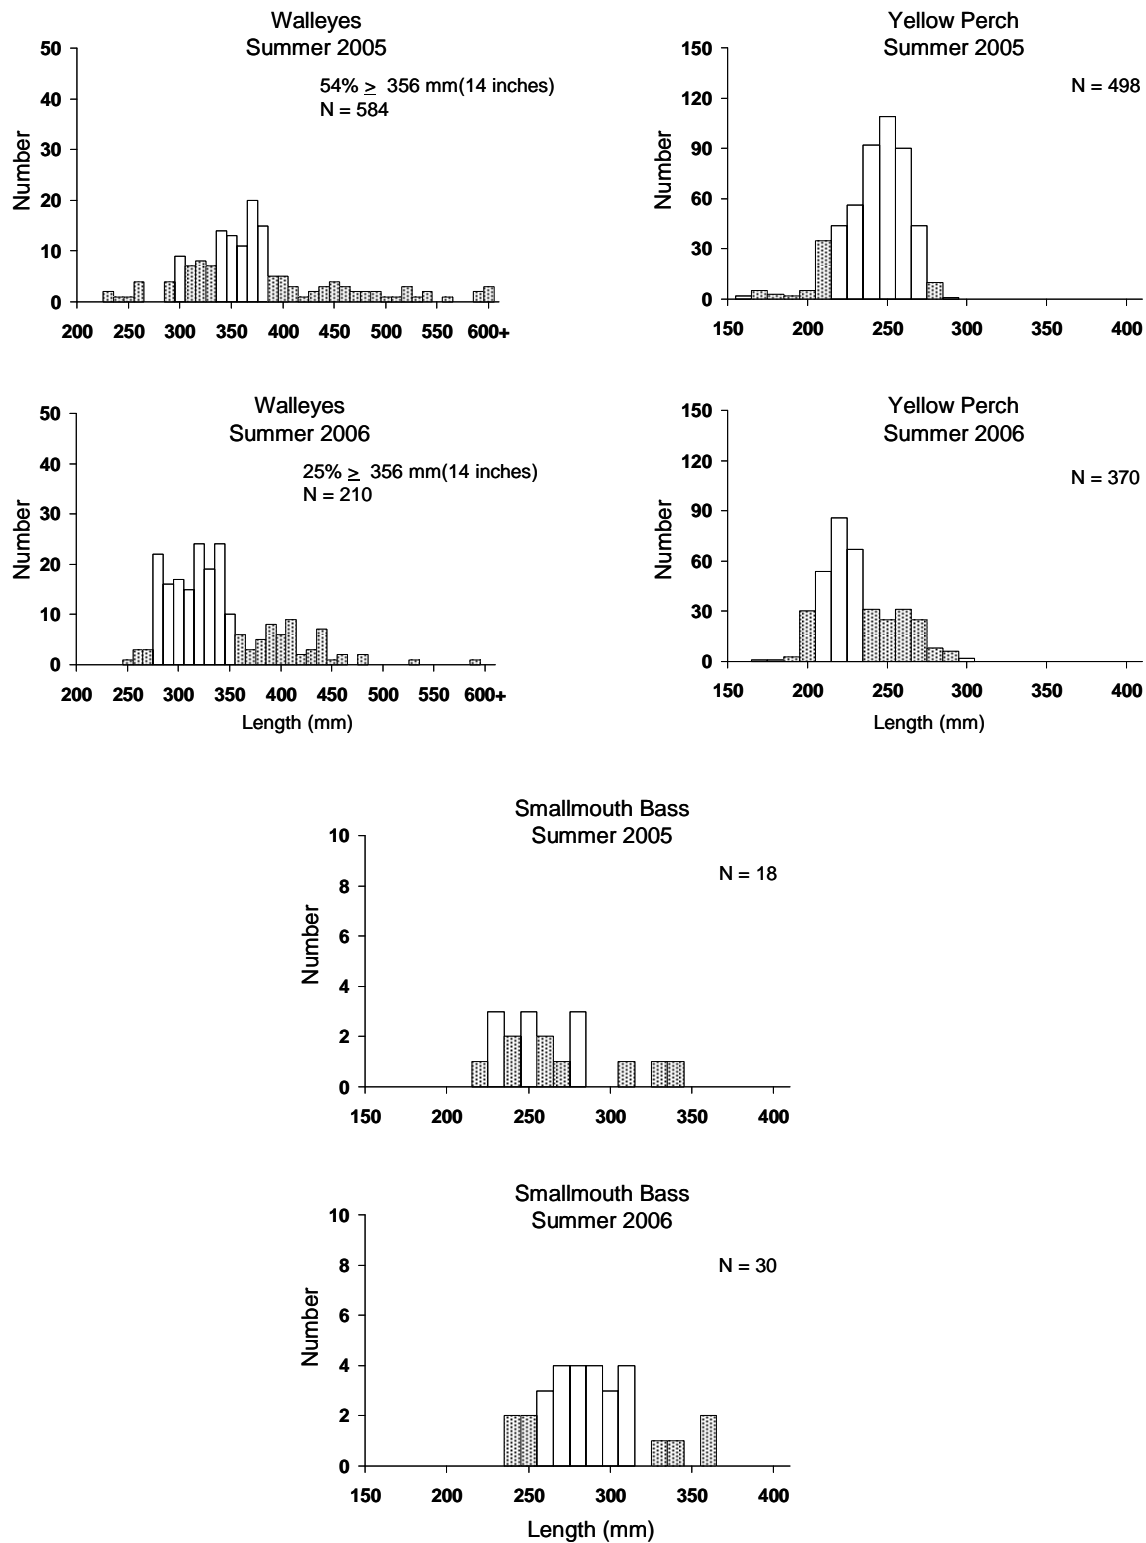 Walleyes
Summer 2005
54% ≥ 356 mm(14 inches)
N = 584
Number
50
40
30
20
10
0
200 250 300 350 400 450 500 550 600+
Yellow Perch
Summer 2005
N = 498
Number
150
120
90
60
30
0
150 200 250 300 350 400
Walleyes
Summer 2006
25% ≥ 356 mm(14 inches)
N = 210
Number
50
40
30
20
10
0
200 250 300 350 400 450 500 550 600+
Length (mm)
Yellow Perch
Summer 2006
N = 370
Number
150
120
90
60
30
0
150 200 250 300 350 400
Length (mm)
Smallmouth Bass
Summer 2005
N = 18
Number
10
8
6
4
2
0
150 200 250 300 350 400
Smallmouth Bass
Summer 2006
N = 30
Number
10
8
6
4
2
0
150 200 250 300 350 400
Length (mm)